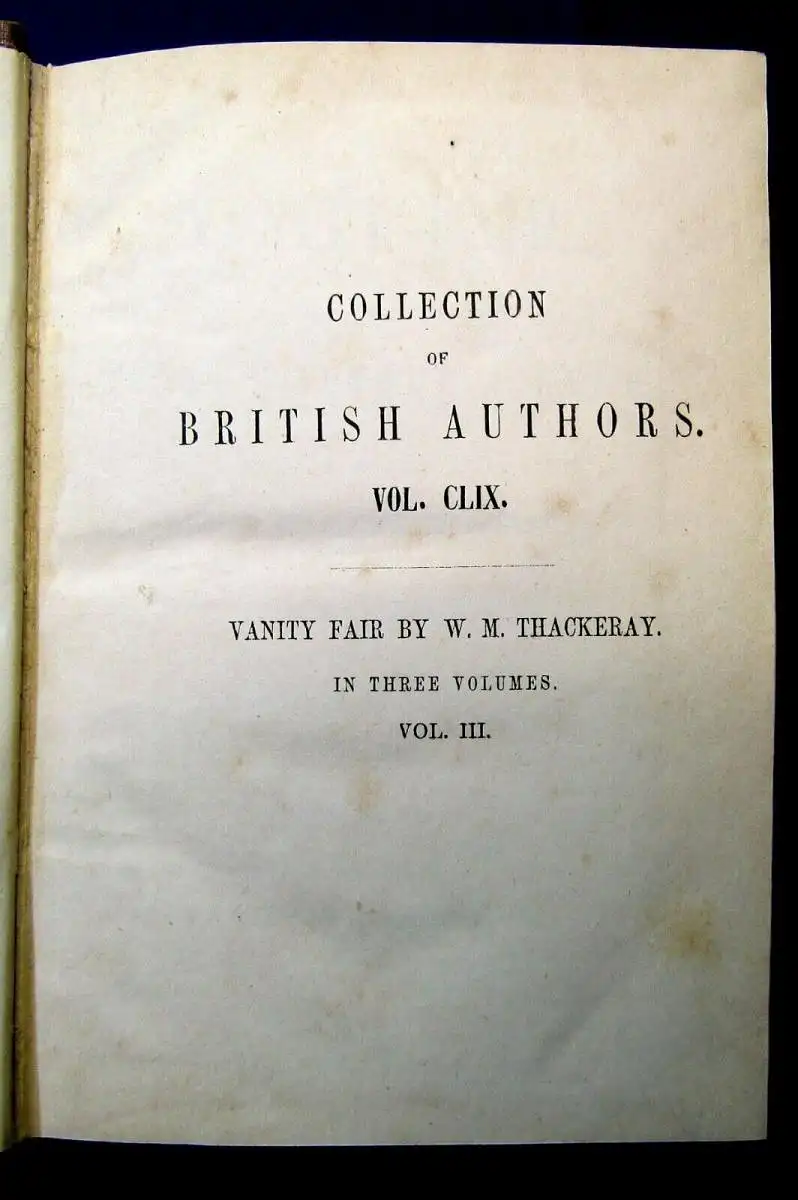 COLLECTION
OF
BRITISH AUTHORS.
VOL. CLIX.
VANITY FAIR BY W. M. THACKERAY.
IN THREE VOLUMES.
VOL. III.